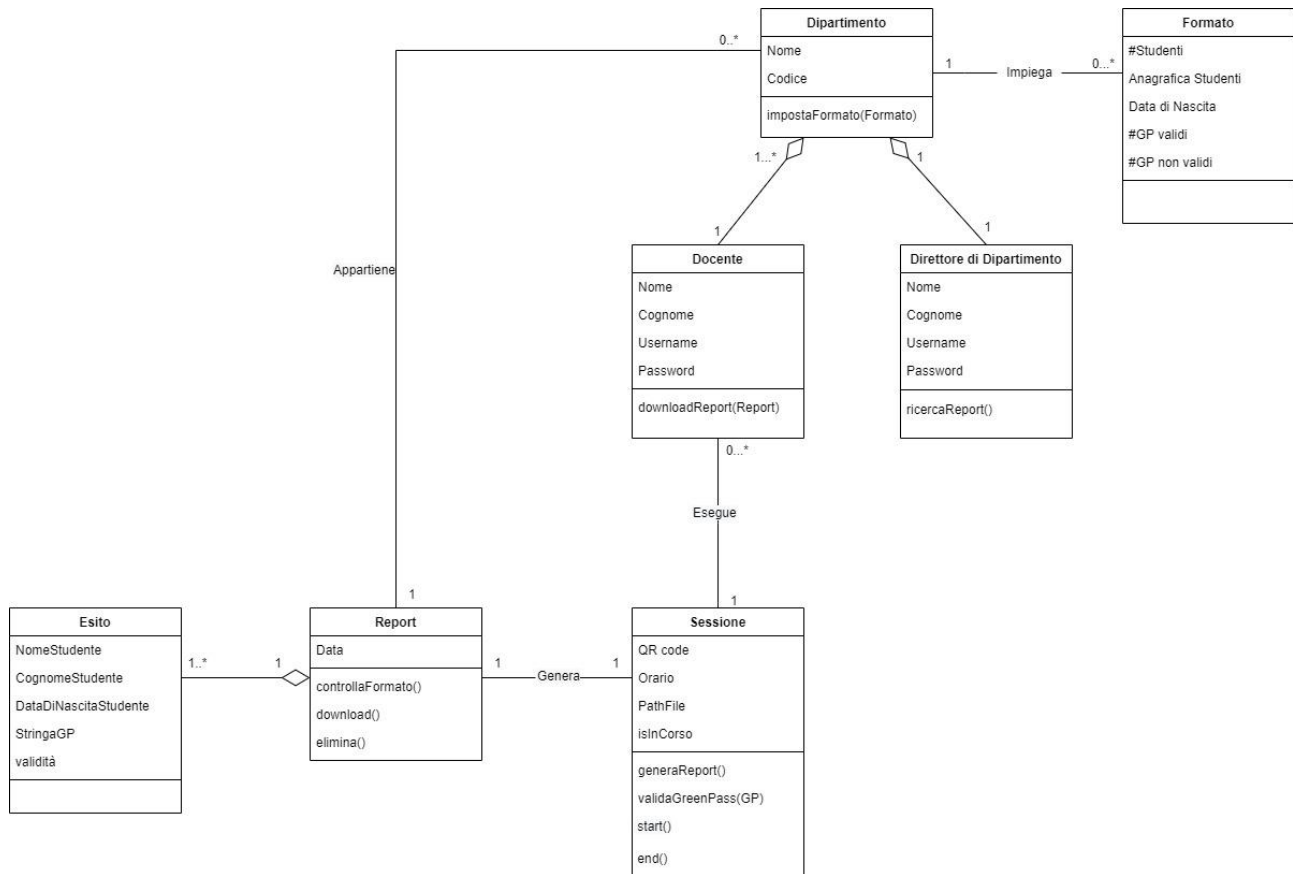 Dipartimento
Nome
Codice
impostaFormato(Formato)
0..*
1
Impiega
0...*
Formato
#Studenti
Anagrafica Studenti
Data di Nascita
#GP validi
#GP non validi
1...*
1
1
1
Appartiene
Docente
Nome
Cognome
Username
Password
downloadReport(Report)
Direttore di Dipartimento
Nome
Cognome
Username
Password
ricercaReport()
0...*
Esegue
1
1
Esito
NomeStudente
CognomeStudente
DataDiNascitaStudente
StringaGP
validità
1..*
1
Report
Data
controllaFormato()
download()
elimina()
1
Genera
1
Sessione
QR code
Orario
PathFile
isInCorso
generaReport()
validaGreenPass(GP)
start()
end()